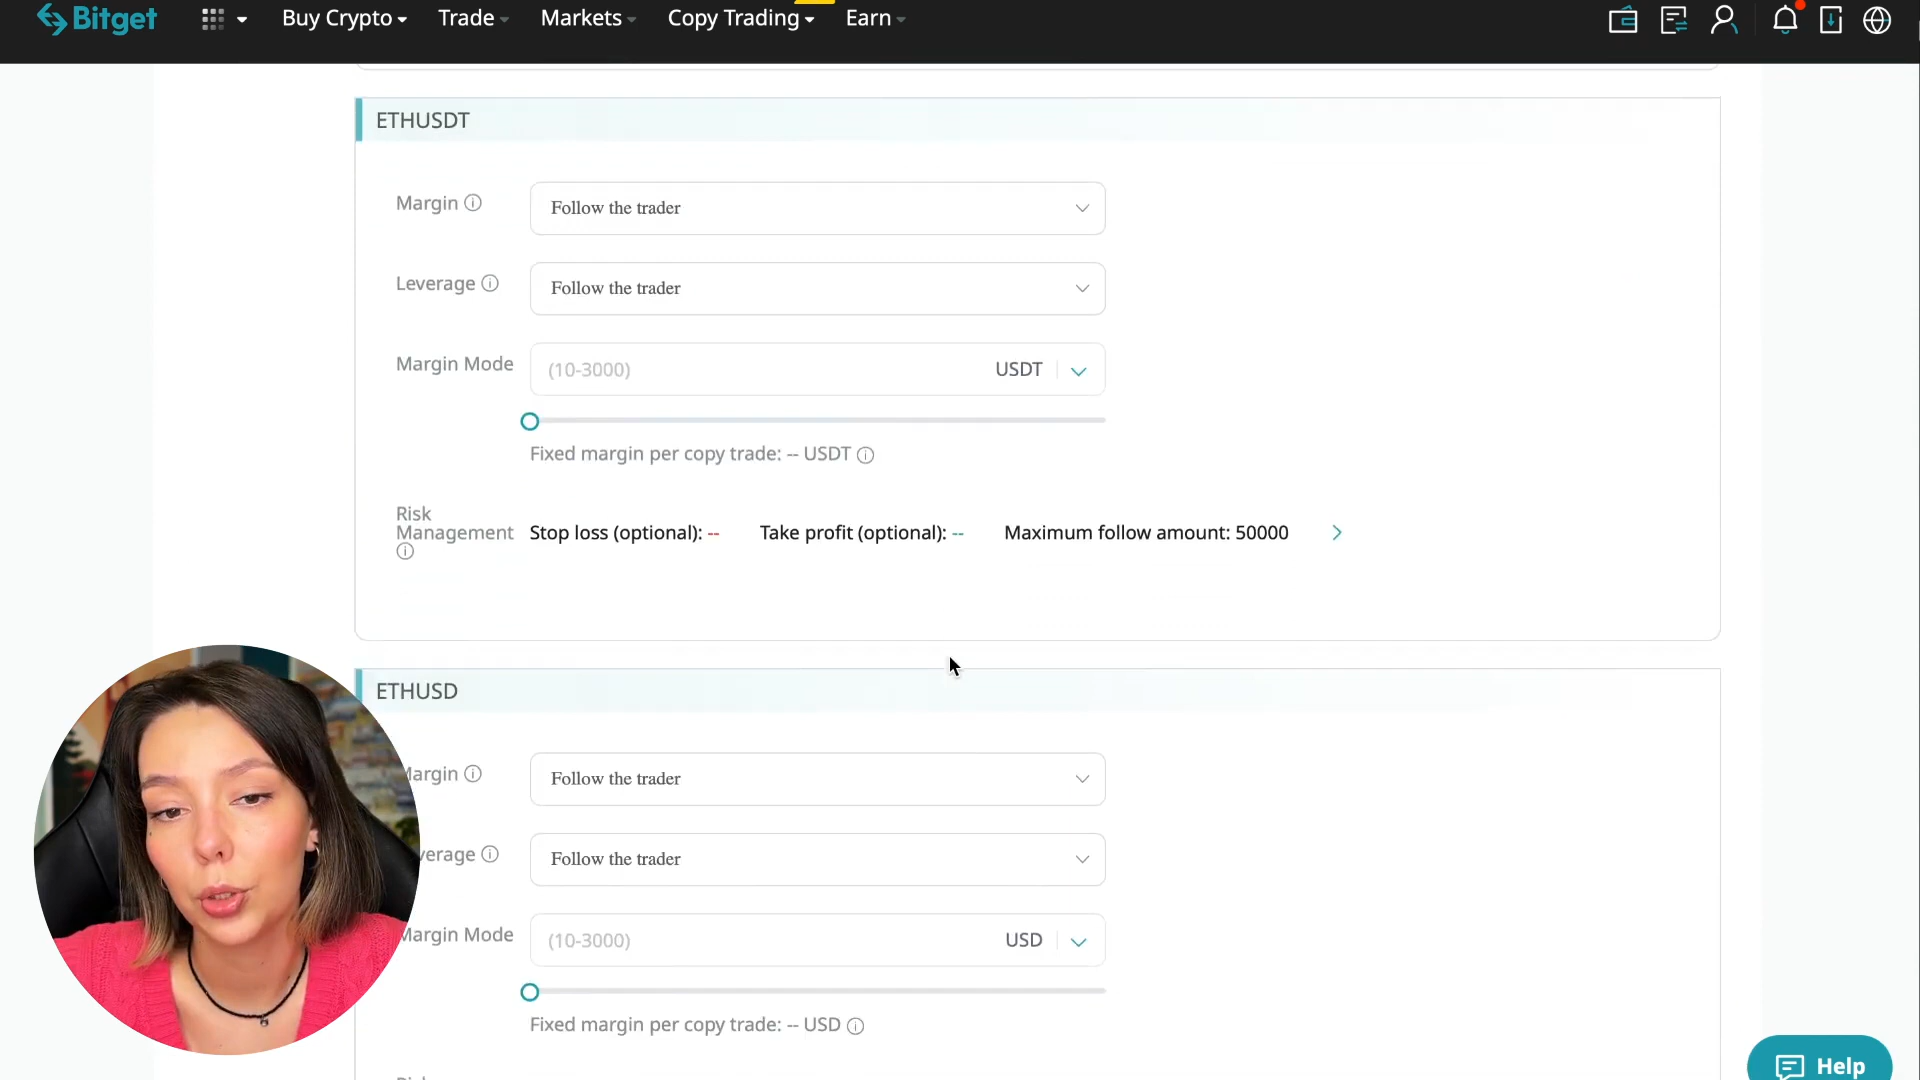 Bitget Buy Crypto Trade Markets Copy Trading Earn
ETHUSDT
Margin Follow the trader
Leverage Follow the trader
Margin Mode (10-3000) USDT
Fixed margin per copy trade: -- USDT
Risk
Management Stop loss (optional): -- Take profit (optional): -- Maximum follow amount: 50000
ETHUSD
Margin Follow the trader
verage Follow the trader
Margin Mode (10-3000) USD
Fixed margin per copy trade: -- USD
Help